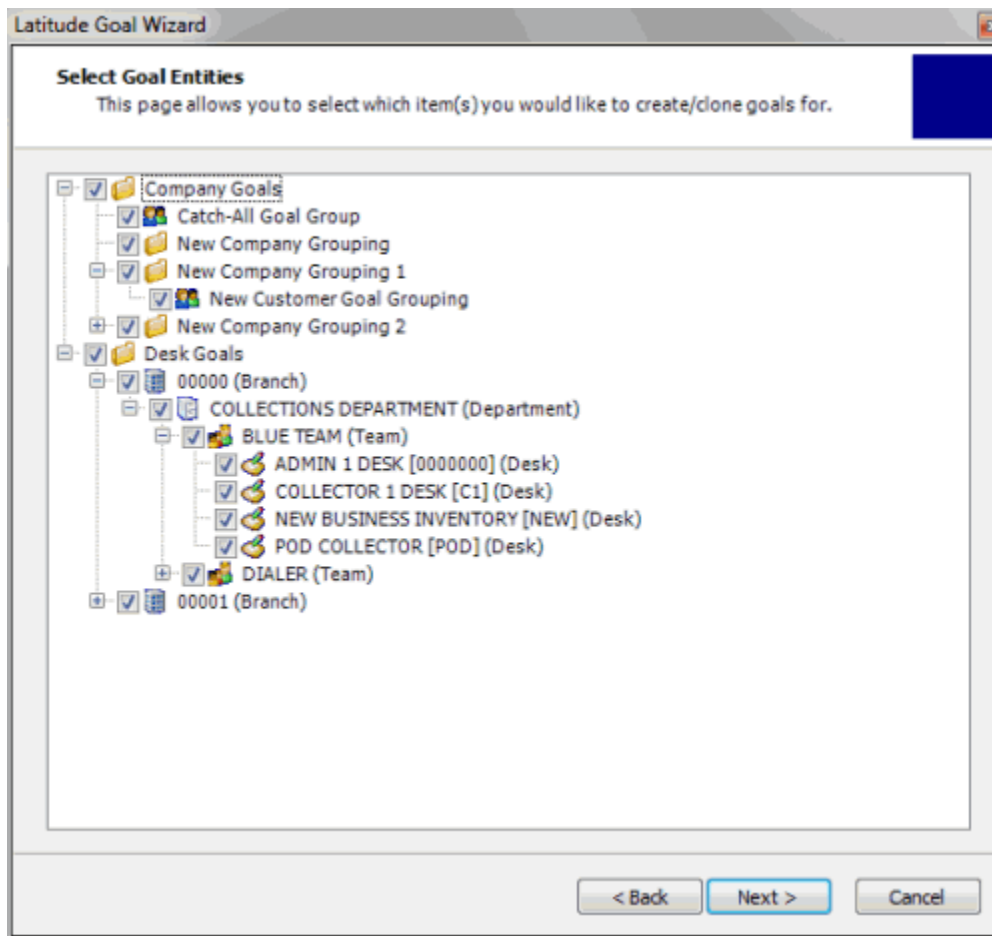 Latitude Goal Wizard
Select Goal Entities
This page allows you to select which item(s) you would like to create/clone goals for.
Company Goals
Catch-All Goal Group
New Company Grouping
New Company Grouping 1
New Customer Goal Grouping
New Company Grouping 2
Desk Goals
00000 (Branch)
COLLECTIONS DEPARTMENT (Department)
BLUE TEAM (Team)
ADMIN 1 DESK [0000000] (Desk)
COLLECTOR 1 DESK [C1] (Desk)
NEW BUSINESS INVENTORY [NEW] (Desk)
POD COLLECTOR [POD] (Desk)
DIALER (Team)
00001 (Branch)
< Back Next > Cancel